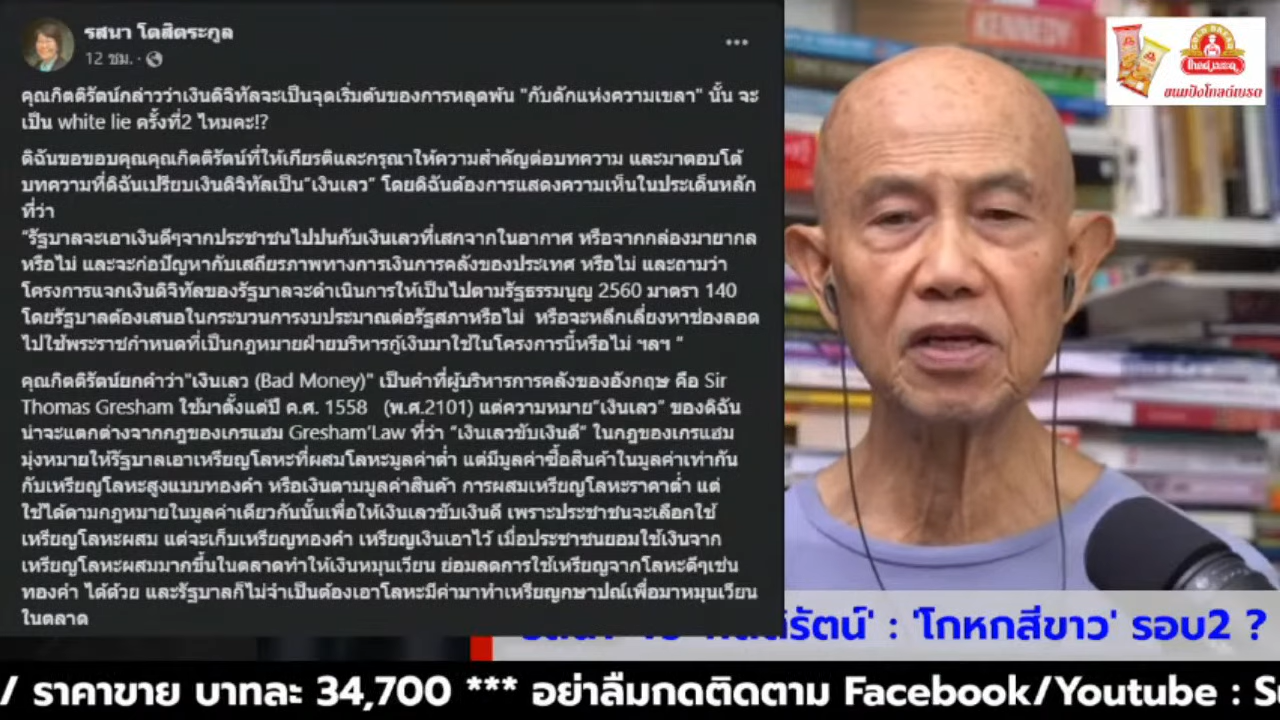 รสนา โตสิตระกูล
12 ชม.
คุณกิตติรัตน์กล่าวว่าเงินดิจิทัลจะเป็นจุดเริ่มต้นของการหลุดพ้น "กับดักแห่งความเขลา" นั้น จะ
เป็น white lie ครั้งที่2 ไหมคะ!?
ดิฉันขอขอบคุณคุณกิตติรัตน์ที่ให้เกียรติและกรุณาให้ความสำคัญต่อบทความ และมาตอบโต้
บทความที่ดิฉันเปรียบเงินดิจิทัลเป็น"เงินเลว" โดยดิฉันต้องการแสดงความเห็นในประเด็นหลัก
ที่ว่า
"รัฐบาลจะเอาเงินดีๆจากประชาชนไปปนกับเงินเลวที่เสกจากในอากาศ หรือจากกล่องมายากล
หรือไม่ และจะก่อปัญหากับเสถียรภาพทางการเงินการคลังของประเทศ หรือไม่ และถามว่า
โครงการแจกเงินดิจิทัลของรัฐบาลจะดำเนินการให้เป็นไปตามรัฐธรรมนูญ 2560 มาตรา 140
โดยรัฐบาลต้องเสนอในกระบวนการงบประมาณต่อรัฐสภาหรือไม่ หรือจะหลีกเลี่ยงหาช่องลอด
ไปใช้พระราชกำหนดที่เป็นกฎหมายฝ่ายบริหารกู้เงินมาใช้ในโครงการนี้หรือไม่ ฯลฯ "
คุณกิตติรัตน์ยกคำว่า"เงินเลว (Bad Money)" เป็นคำที่ผู้บริหารการคลังของอังกฤษ คือ Sir
Thomas Gresham ใช้มาตั้งแต่ปี ค.ศ. 1558 (พ.ศ.2101) แต่ความหมาย"เงินเลว" ของดิฉัน
น่าจะแตกต่างจากกฎของเกรแฮม Gresham'Law ที่ว่า "เงินเลวขับเงินดี" ในกฎของเกรแฮม
มุ่งหมายให้รัฐบาลเอาเหรียญโลหะที่ผสมโลหะมูลค่าต่ำ แต่มีมูลค่าซื้อสินค้าในมูลค่าเท่ากัน
กับเหรียญโลหะสูงแบบทองคำ หรือเงินตามมูลค่าสินค้า การผสมเหรียญโลหะราคาต่ำ แต่
ใช้ได้ตามกฎหมายในมูลค่าเดียวกันนั้นเพื่อให้เงินเลวขับเงินดี เพราะประชาชนจะเลือกใช้
เหรียญโลหะผสม แต่จะเก็บเหรียญทองคำ เหรียญเงินเอาไว้ เมื่อประชาชนยอมใช้เงินจาก
เหรียญโลหะผสมมากขึ้นในตลาดทำให้เงินหมุนเวียน ย่อมลดการใช้เหรียญจากโลหะดีๆเช่น
ทองคำ ได้ด้วย และรัฐบาลก็ไม่จำเป็นต้องเอาโลหะมีค่ามาทำเหรียญกษาปณ์เพื่อมาหมุนเวียน
ในตลาด
KENNEDY
GOLD BREAD
ขนมปังโกลด์เบรด
'กิตติรัตน์' : 'โกหกสีขาว' รอบ2 ?
/ ราคาขาย บาทละ 34,700 *** อย่าลืมกดติดตาม Facebook/Youtube :